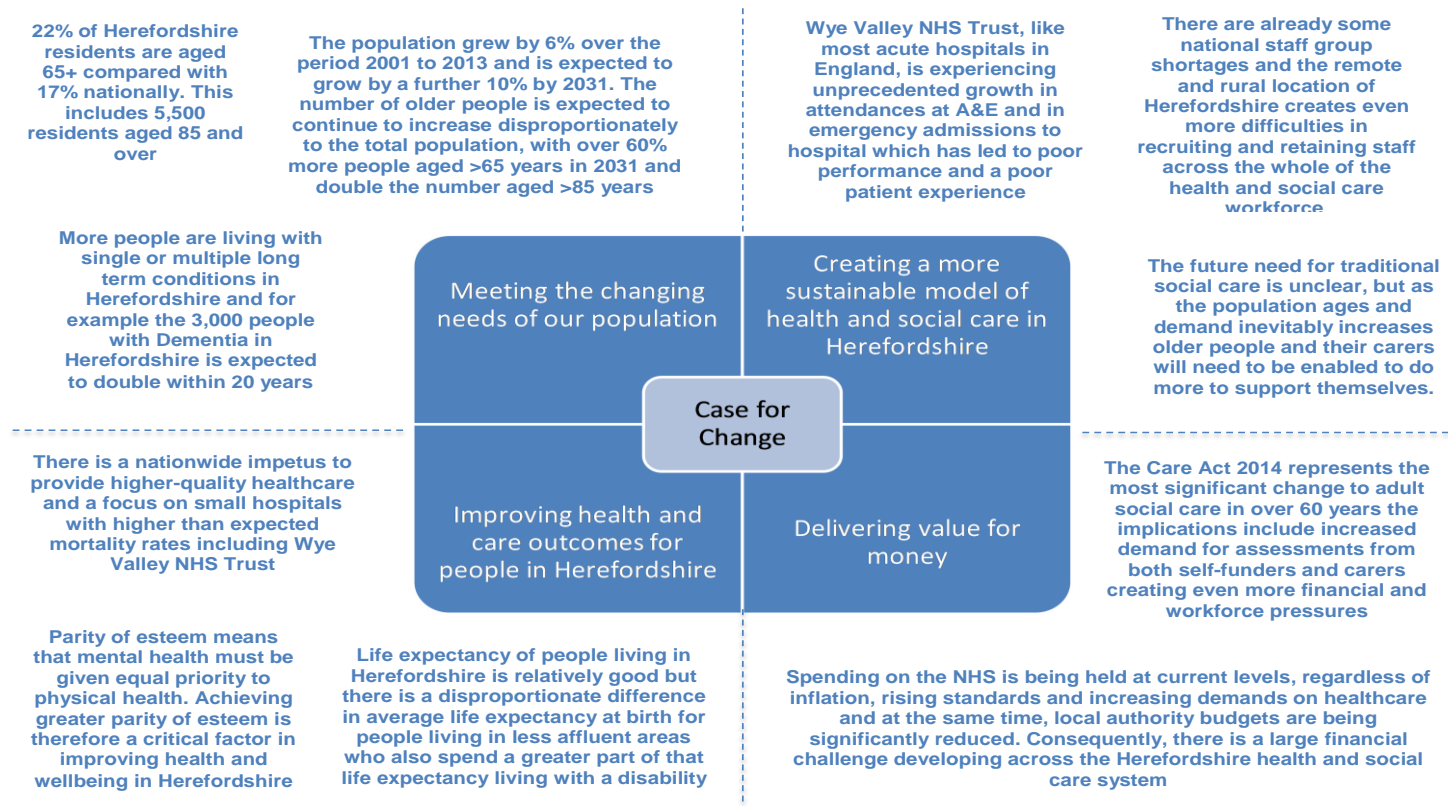 22% of Herefordshire
residents are aged
65+ compared with
17% nationally. This
includes 5,500
residents aged 85 and
over
The population grew by 6% over the
period 2001 to 2013 and is expected to
grow by a further 10% by 2031. The
number of older people is expected to
continue to increase disproportionately
to the total population, with over 60%
more people aged >65 years in 2031 and
double the number aged >85 years
Wye Valley NHS Trust, like
most acute hospitals in
England, is experiencing
unprecedented growth in
attendances at A&E and in
emergency admissions to
hospital which has led to poor
performance and a poor
patient experience
There are already some
national staff group
shortages and the remote
and rural location of
Herefordshire creates even
more difficulties in
recruiting and retaining staff
across the whole of the
health and social care
workforce
More people are living with
single or multiple long
term conditions in
Herefordshire and for
example the 3,000 people
with Dementia in
Herefordshire is expected
to double within 20 years
Meeting the changing
needs of our population
Creating a more
sustainable model of
health and social care in
Herefordshire
The future need for traditional
social care is unclear, but as
the population ages and
demand inevitably increases
older people and their carers
will need to be enabled to do
more to support themselves.
Case for
Change
There is a nationwide impetus to
provide higher-quality healthcare
and a focus on small hospitals
with higher than expected
mortality rates including Wye
Valley NHS Trust
Improving health and
care outcomes for
people in Herefordshire
Delivering value for
money
The Care Act 2014 represents the
most significant change to adult
social care in over 60 years the
implications include increased
demand for assessments from
both self-funders and carers
creating even more financial and
workforce pressures
Parity of esteem means
that mental health must be
given equal priority to
physical health. Achieving
greater parity of esteem is
therefore a critical factor in
improving health and
wellbeing in Herefordshire
Life expectancy of people living in
Herefordshire is relatively good but
there is a disproportionate difference
in average life expectancy at birth for
people living in less affluent areas
who also spend a greater part of that
life expectancy living with a disability
Spending on the NHS is being held at current levels, regardless of
inflation, rising standards and increasing demands on healthcare
and at the same time, local authority budgets are being
significantly reduced. Consequently, there is a large financial
challenge developing across the Herefordshire health and social
care system